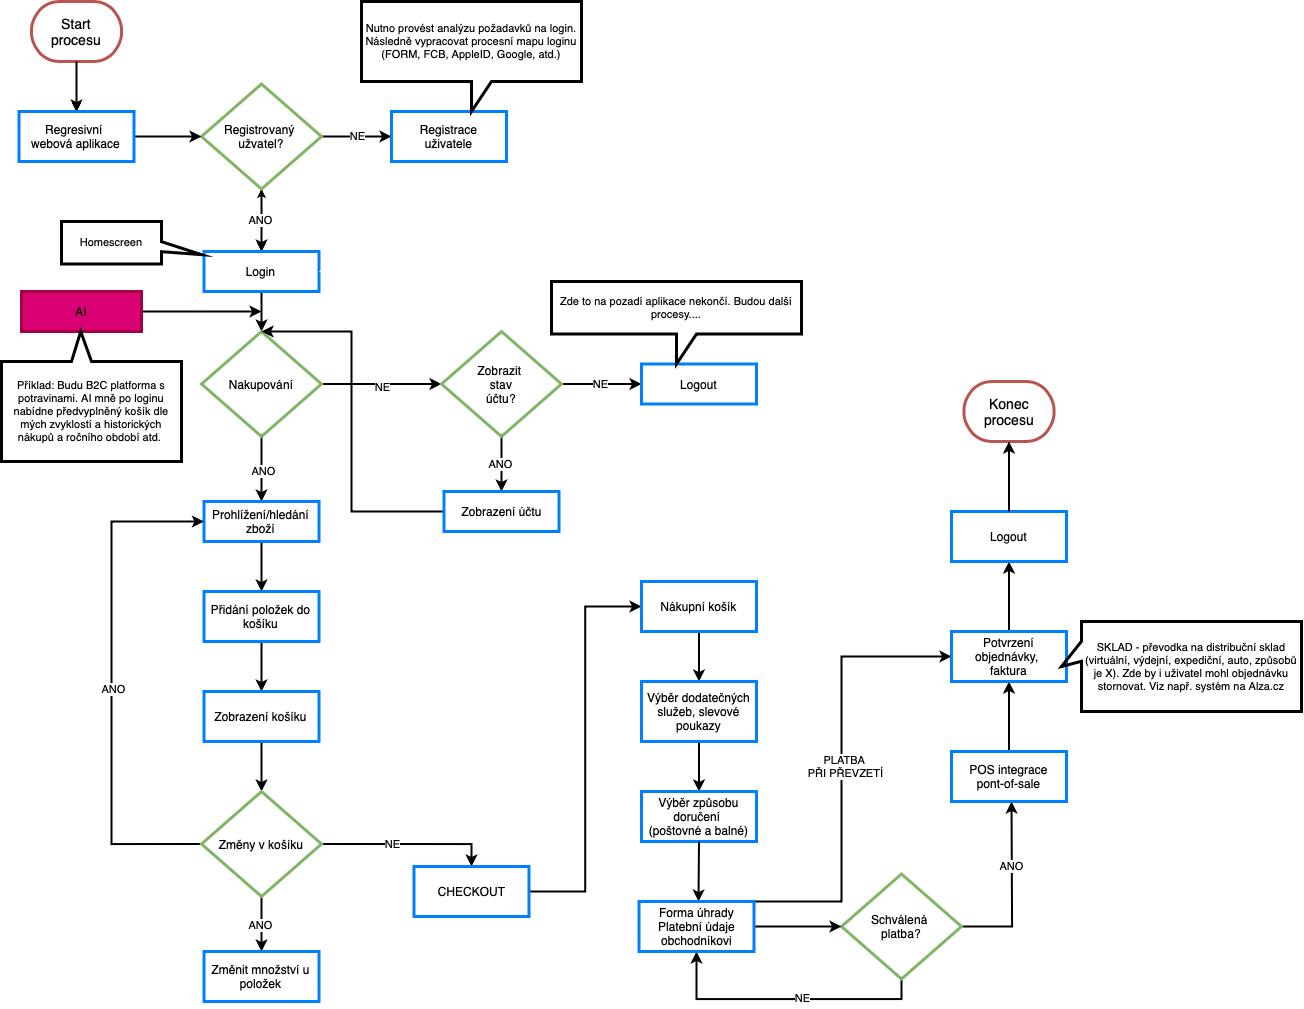 Start
procesu
Nutno provést analýzu požadavků na login.
Následně vypracovat procesní mapu loginu
(FORM, FCB, AppleID, Google, atd.)
Regresivní
webová aplikace
Registrovaný
užvatel?
NE
Registrace
uživatele
ANO
Homescreen
Login
AI
Příklad: Budu B2C platforma s
potravinami. AI mně po loginu
nabídne předvyplněný košík dle
mých zvyklostí a historických
nákupů a ročního období atd.
Zde to na pozadí aplikace nekončí. Budou další
procesy....
Nakupování
NE
Zobrazit
stav
účtu?
NE
Logout
ANO
ANO
Zobrazení účtu
Prohlížení/hledání
zboží
Přidání položek do
košíku
ANO
Zobrazení košíku
Změny v košíku
NE
CHECKOUT
ANO
Změnit množství u
položek
Nákupní košík
Výběr dodatečných
služeb, slevové
poukazy
Výběr způsobu
doručení
(poštovné a balné)
Forma úhrady
Platební údaje
obchodníkovi
PLATBA
PŘI PŘEVZETÍ
Schválená
platba?
NE
ANO
POS integrace
pont-of-sale
Potvrzení
objednávky,
faktura
SKLAD - převodka na distribuční sklad
(virtuální, výdejní, expediční, auto, způsobů
je X). Zde by i uživatel mohl objednávku
stornovat. Viz např. systém na Alza.cz
Logout
Konec
procesu